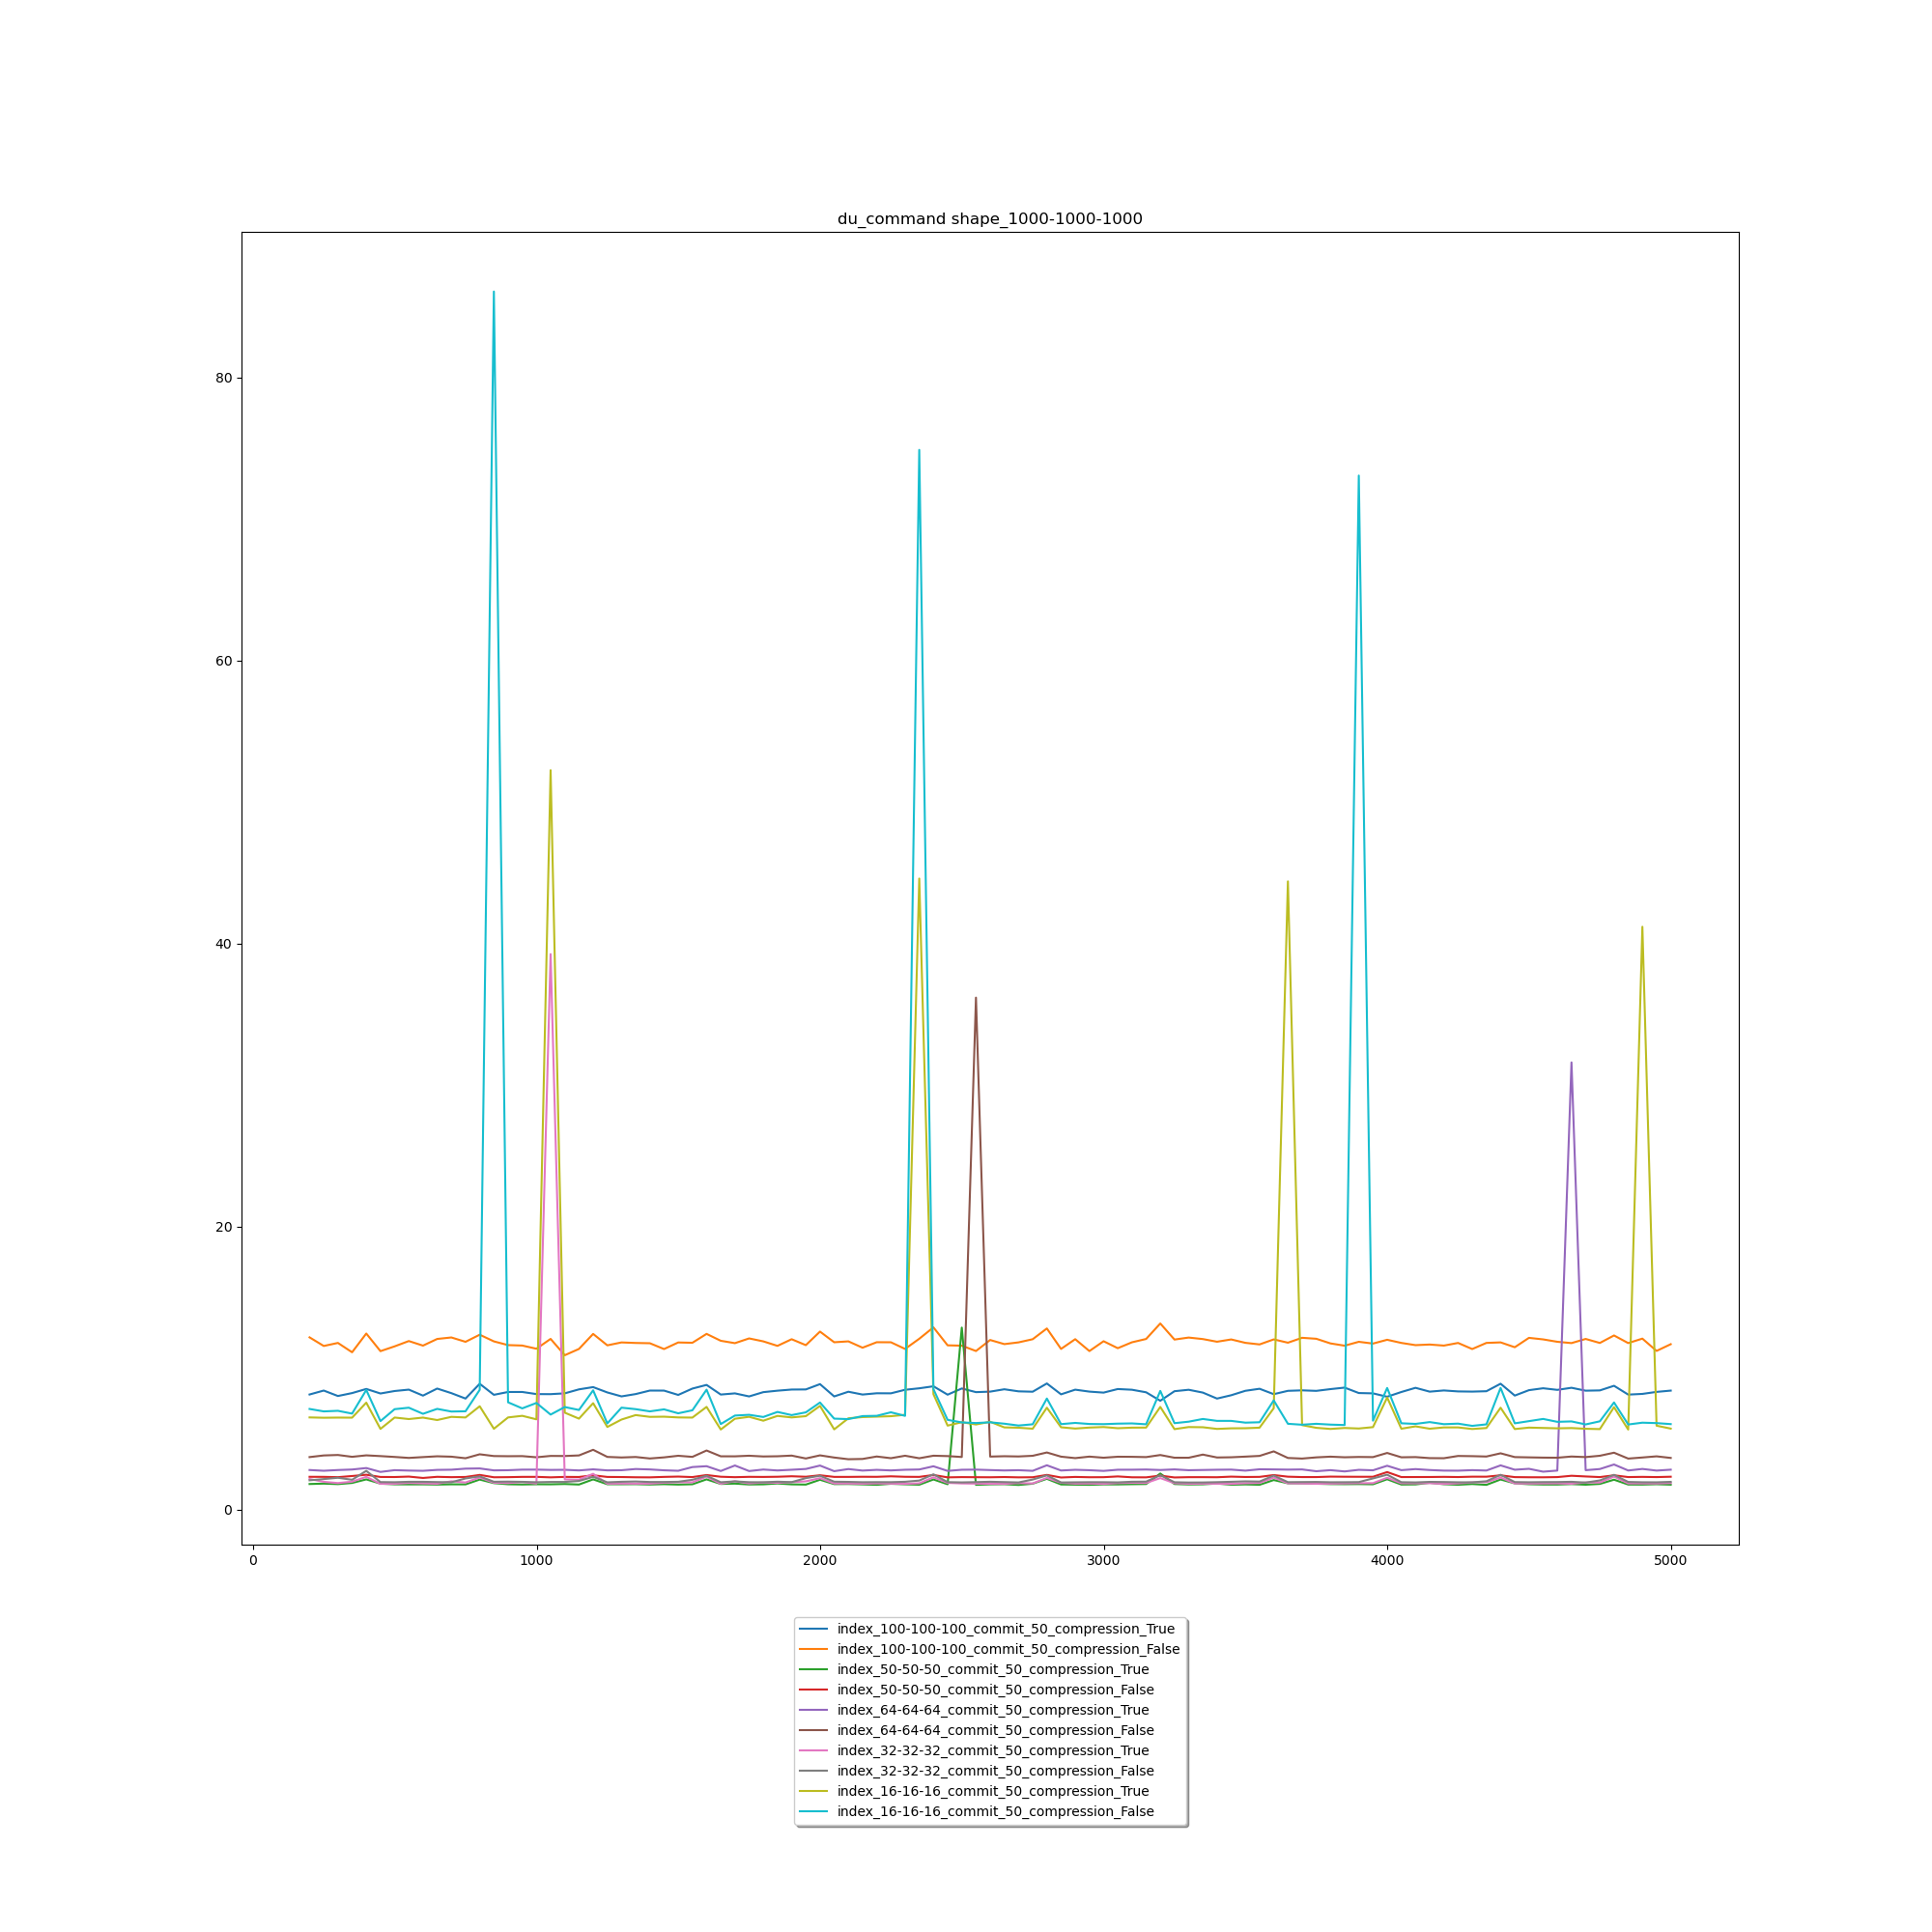 du_command shape_1000-1000-1000
80
60
40
20
0
0 1000 2000 3000 4000 5000
index_100-100-100_commit_50_compression_True
index_100-100-100_commit_50_compression_False
index_50-50-50_commit_50_compression_True
index_50-50-50_commit_50_compression_False
index_64-64-64_commit_50_compression_True
index_64-64-64_commit_50_compression_False
index_32-32-32_commit_50_compression_True
index_32-32-32_commit_50_compression_False
index_16-16-16_commit_50_compression_True
index_16-16-16_commit_50_compression_False